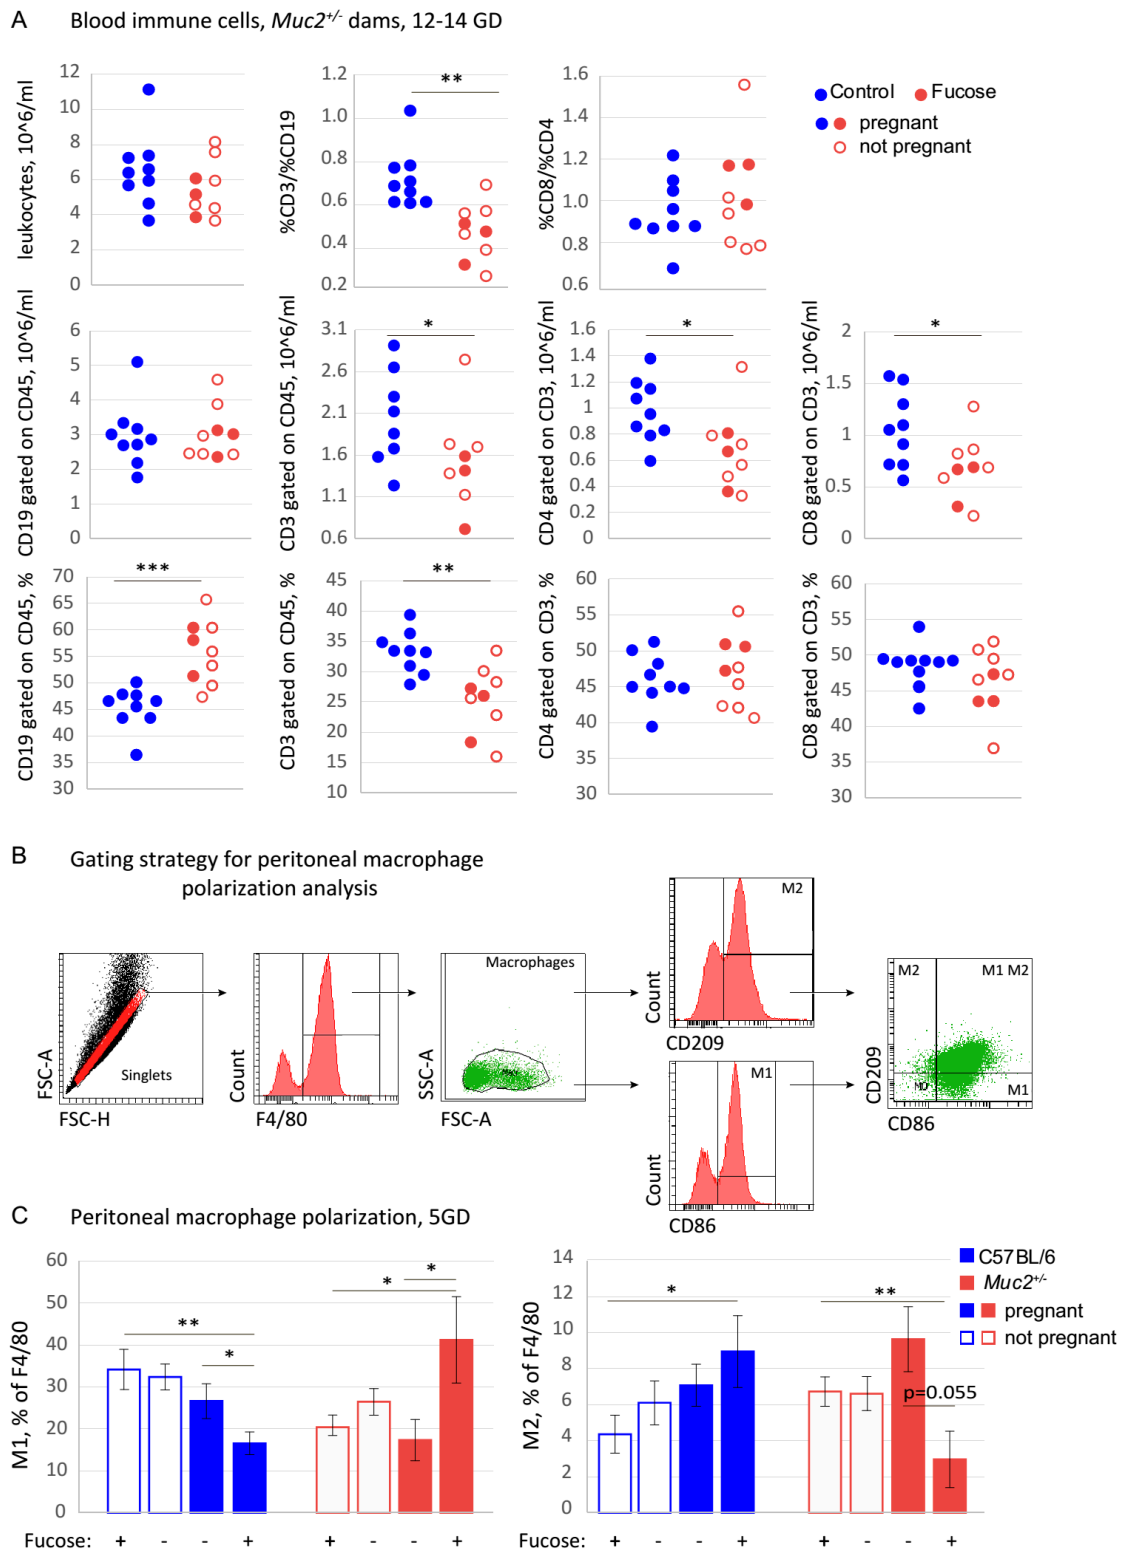 A Blood immune cells, Muc2+/- dams, 12-14 GD
leukocytes, 10^6/ml
12
10
8
6
4
2
0
%CD3/%CD19
1.2
1.0
0.8
0.6
0.4
0.2
**
%CD8/%CD4
1.6
1.4
1.2
1.0
0.8
0.6
Control Fucose
pregnant
not pregnant
CD19 gated on CD45, 10^6/ml
6
5
4
3
2
1
0
CD3 gated on CD45, 10^6/ml
3.1
2.6
2.1
1.6
1.1
0.6
*
CD4 gated on CD3, 10^6/ml
1.6
1.4
1.2
1
0.8
0.6
0.4
0.2
0
*
CD8 gated on CD3, 10^6/ml
2
1.5
1
0.5
0
*
CD19 gated on CD45, %
70
65
60
55
50
45
40
35
30
***
CD3 gated on CD45, %
45
40
35
30
25
20
15
10
**
CD4 gated on CD3, %
60
55
50
45
40
35
30
CD8 gated on CD3, %
60
55
50
45
40
35
30
B Gating strategy for peritoneal macrophage
polarization analysis
FSC-A
Singlets
FSC-H
Count
F4/80
SSC-A
Macrophages
FSC-A
Count
M2
CD209
Count
M1
CD86
CD209
M2
M1 M2
M0
M1
CD86
C Peritoneal macrophage polarization, 5GD
M1, % of F4/80
60
50
40
30
20
10
0
**
*
*
*
Fucose: + - - + + - - +
M2, % of F4/80
14
12
10
8
6
4
2
0
*
**
p=0.055
+ - - + + - - +
C57BL/6
Muc2+/-
pregnant
not pregnant